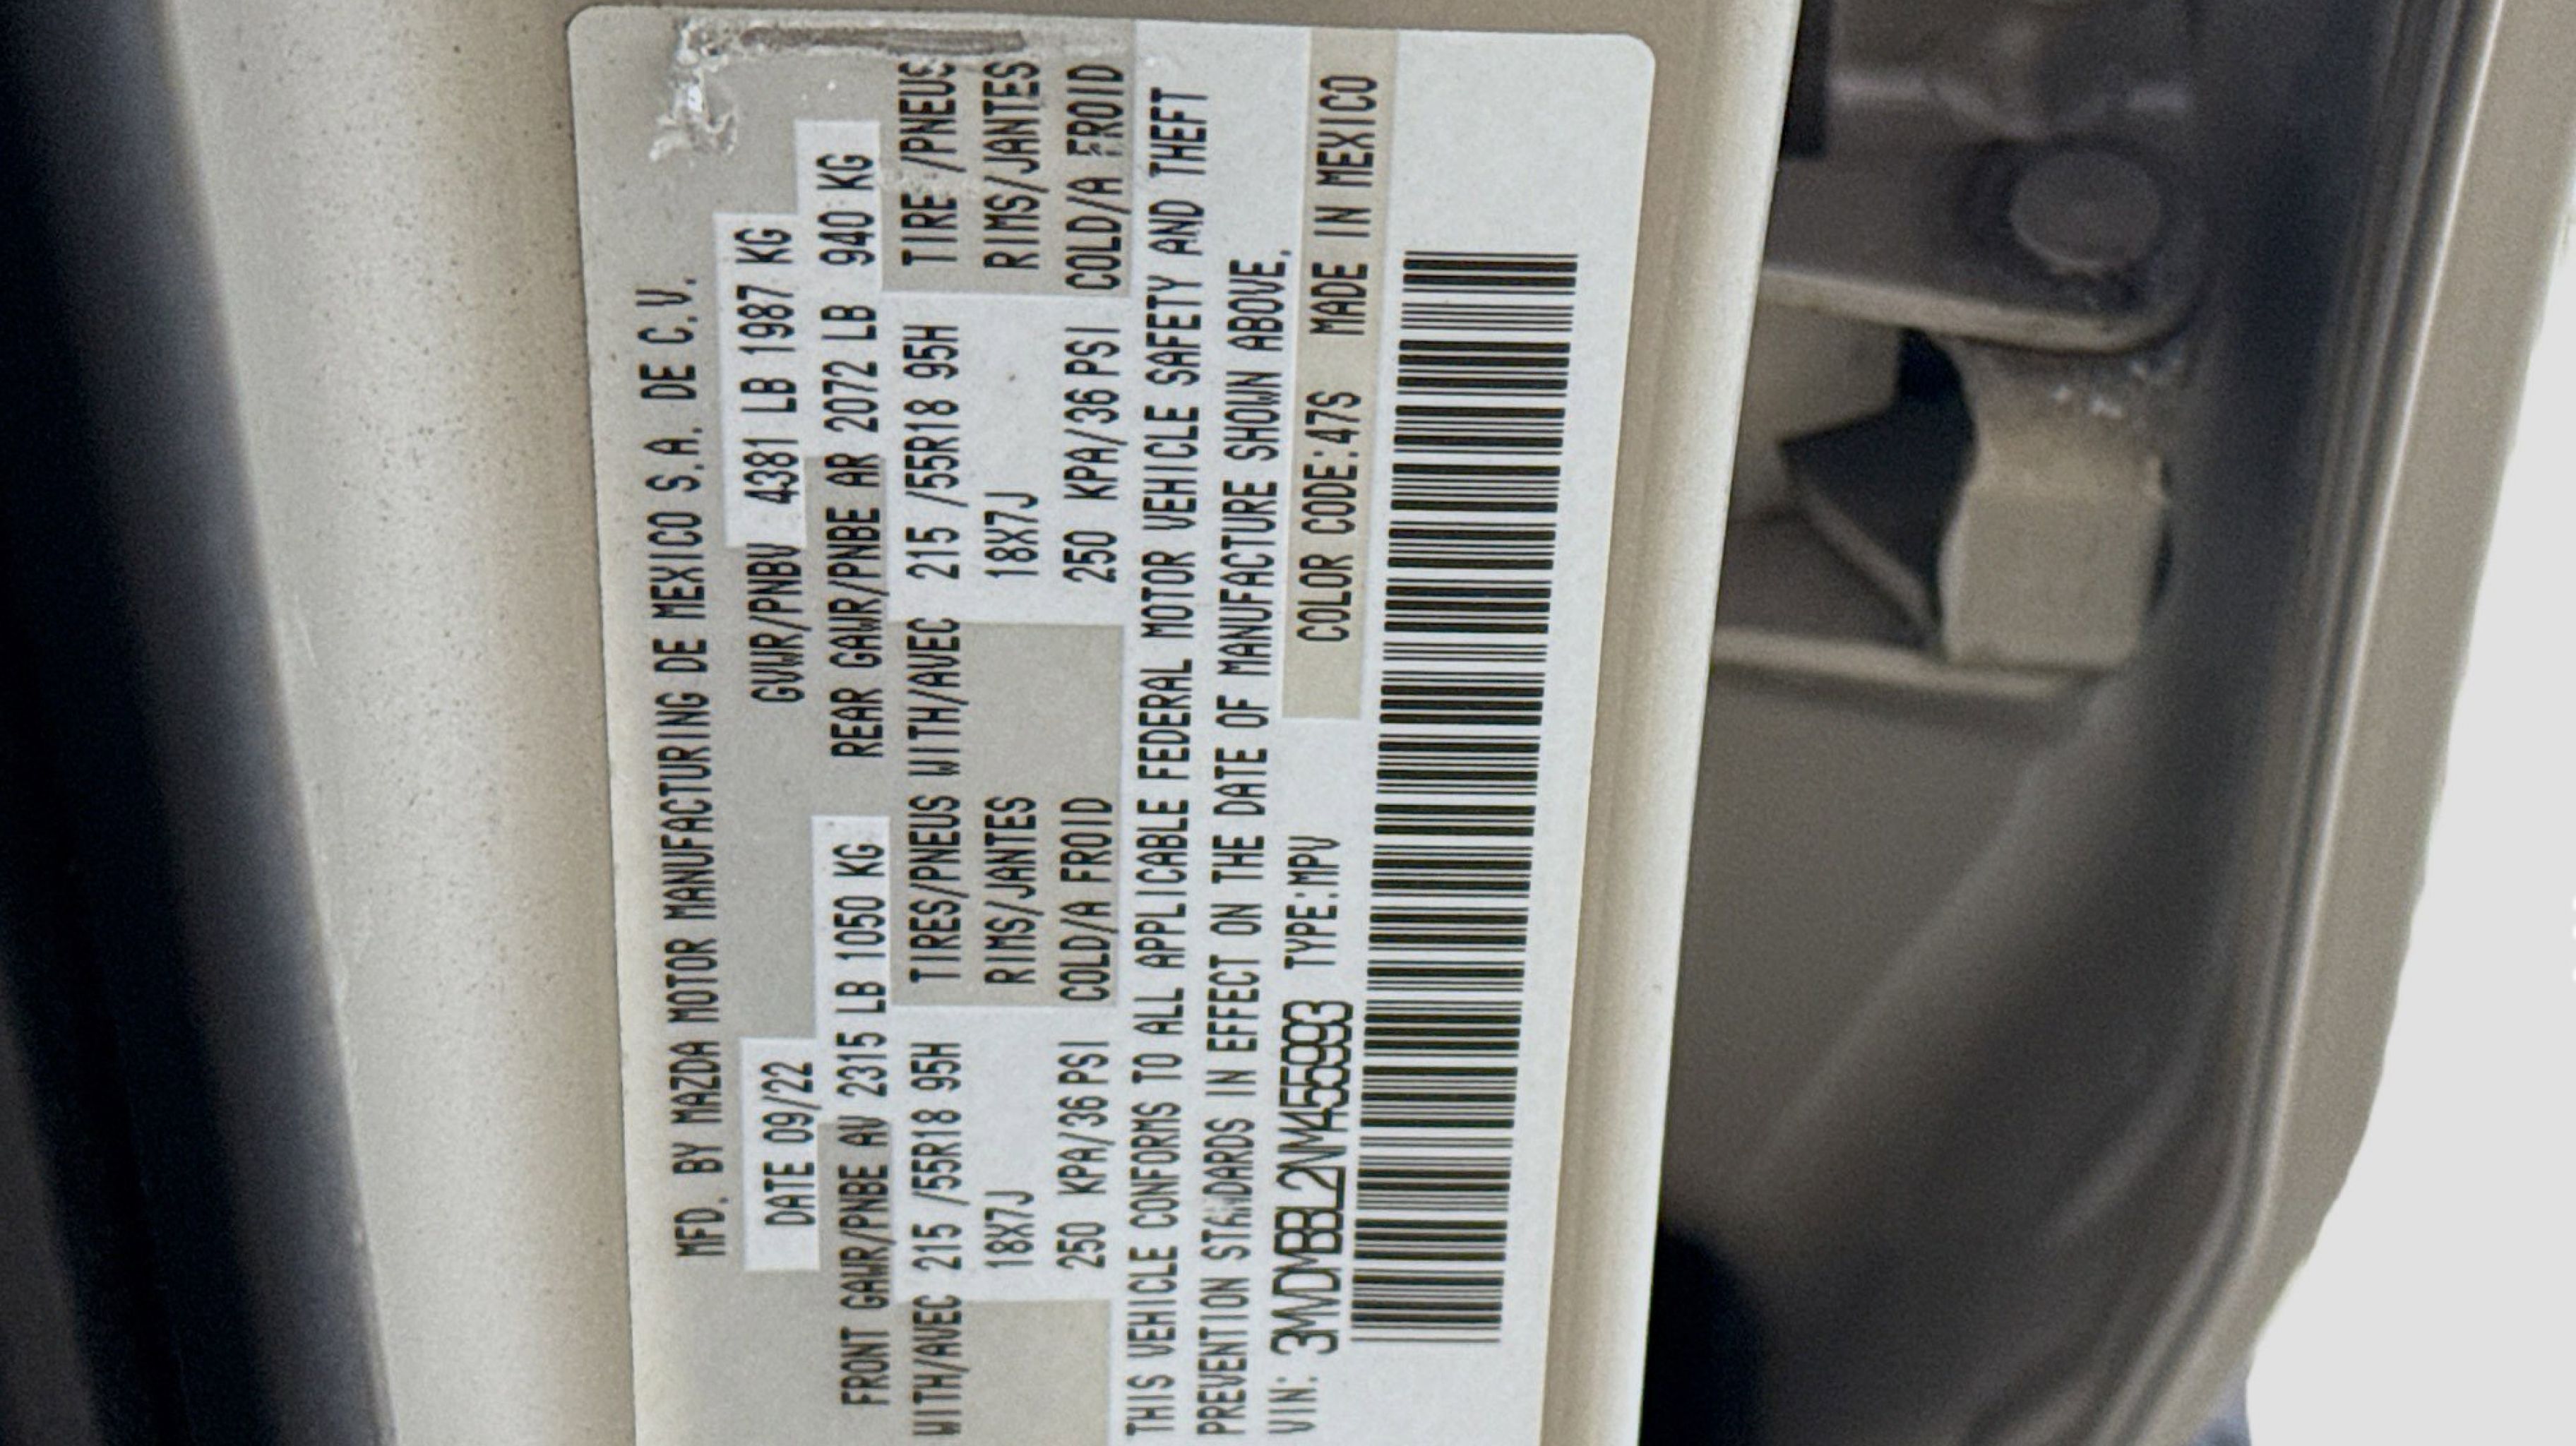 MFD. BY MAZDA MOTOR MANUFACTURING DE MEXICO S.A. DE C.V.
DATE 09/22 GVWR/PNBV 4381 LB 1987 KG
FRONT GAWR/PNBE AV 2315 LB 1050 KG REAR GAWR/PNBE AR 2072 LB 940 KG
WITH/AVEC 215 /55R18 95H TIRES/PNEUS WITH/AVEC 215 /55R18 95H TIRE /PNEUS
18X7J RIMS/JANTES 18X7J RIMS/JANTES
250 KPA/36PSI COLD/A FROID 250 KPA/36PSI COLD/A FROID
THIS VEHICLE CONFORMS TO ALL APPLICABLE FEDERAL MOTOR VEHICLE SAFETY AND THEFT
PREVENTION STANDARDS IN EFFECT ON THE DATE OF MANUFACTURE SHOWN ABOVE.
VIN: 3MVDMBBL2NM455993 TYPE:MPV COLOR CODE:47S MADE IN MEXICO